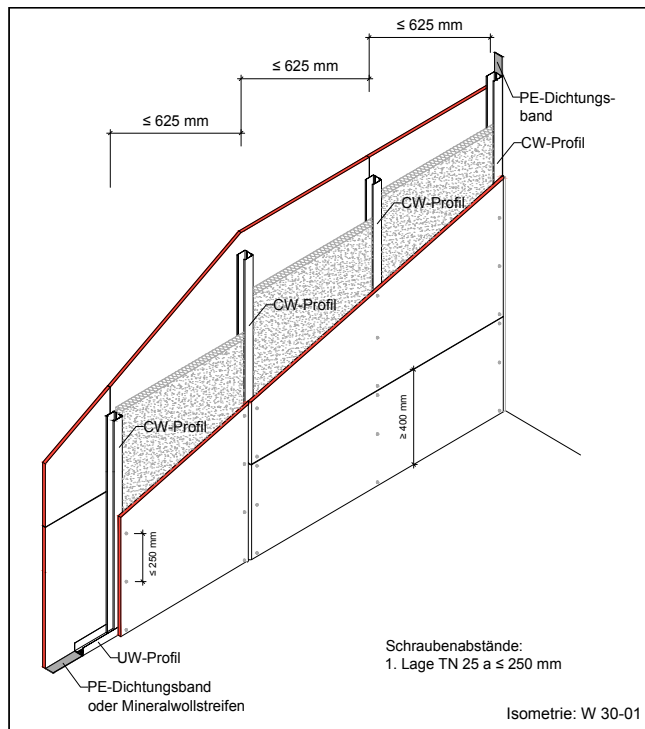 ≤ 625 mm
≤ 625 mm
≤ 625 mm
PE-Dichtungs-
band
CW-Profil
CW-Profil
CW-Profil
CW-Profil
≥ 400 mm
≤ 250 mm
UW-Profil
PE-Dichtungsband
oder Mineralwollstreifen
Schraubenabstände:
1. Lage TN 25 a ≤ 250 mm
Isometrie: W 30-01